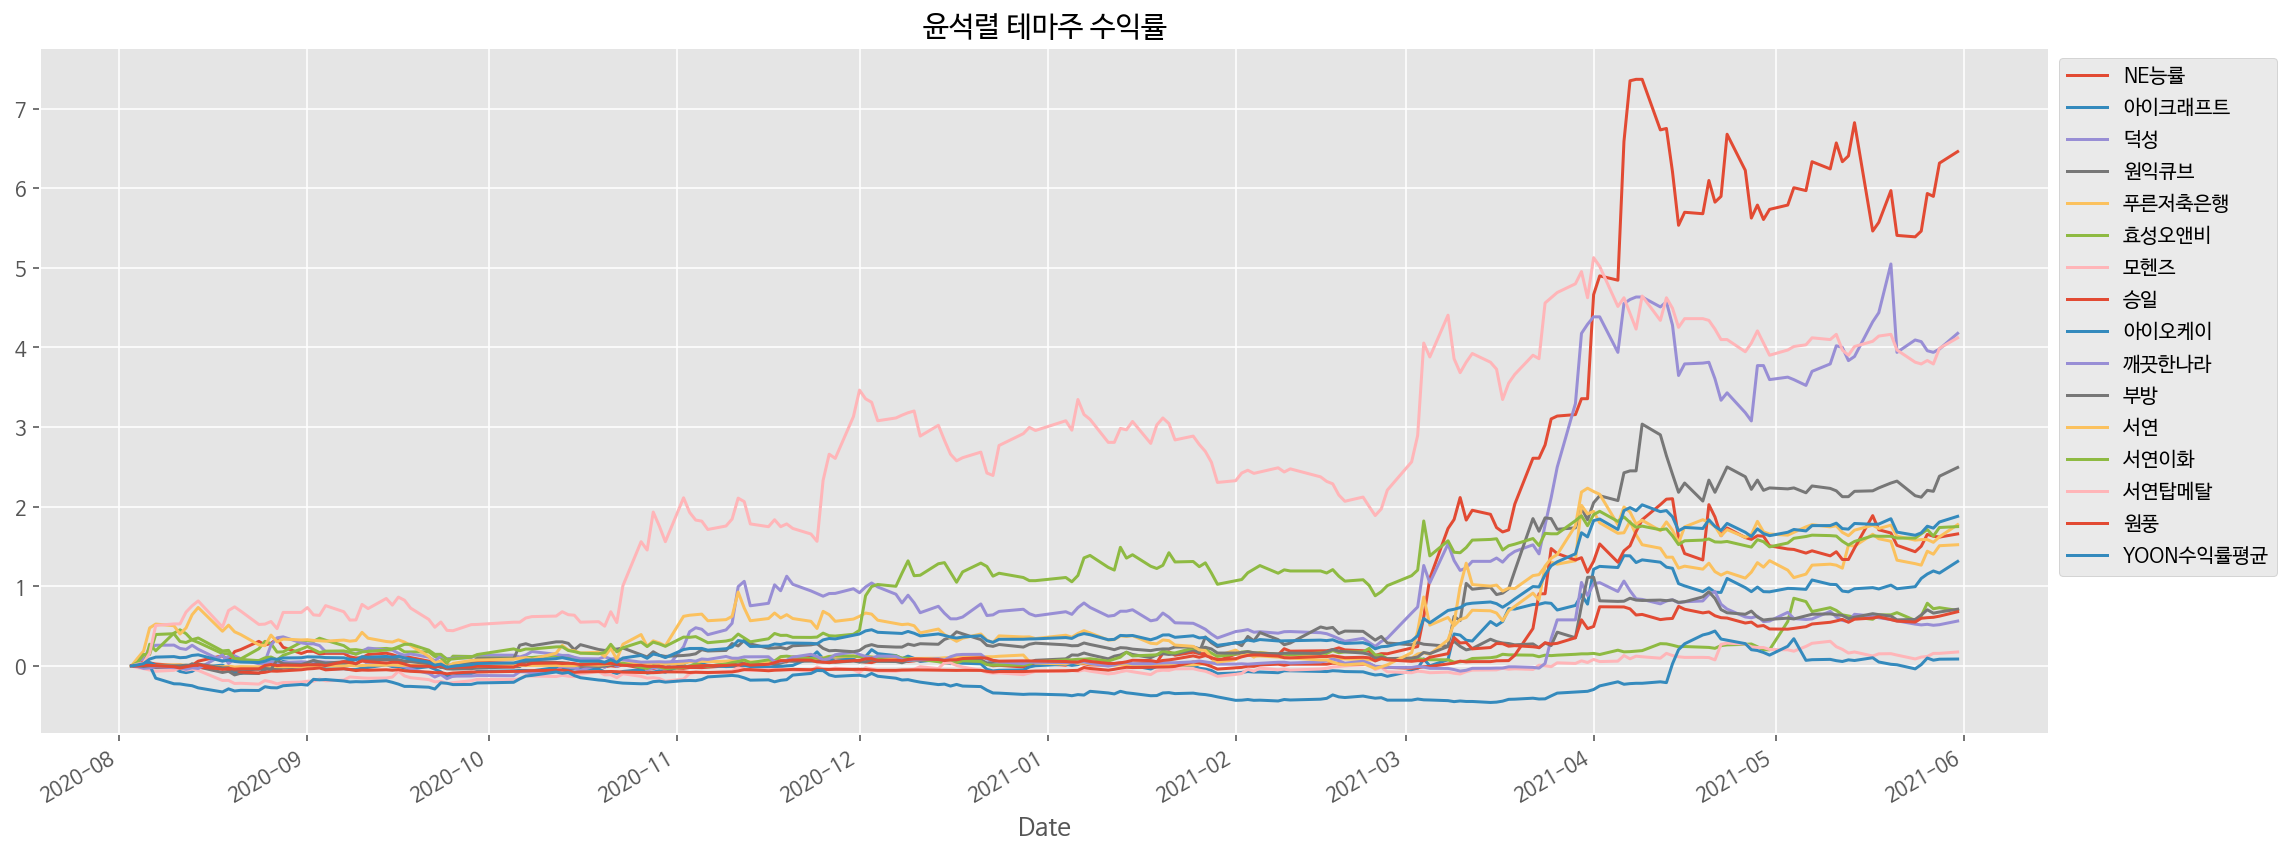 윤석렬 테마주 수익률
7
6
5
4
3
2
1
0
2020-08
2020-09
2020-10
2020-11
2020-12
2021-01
2021-02
2021-03
2021-04
2021-05
2021-06
Date
NE능률
아이크래프트
덕성
원익큐브
푸른저축은행
효성오앤비
모헨즈
승일
아이오케이
깨끗한나라
부방
서연
서연이화
서연탑메탈
원풍
YOON수익률평균